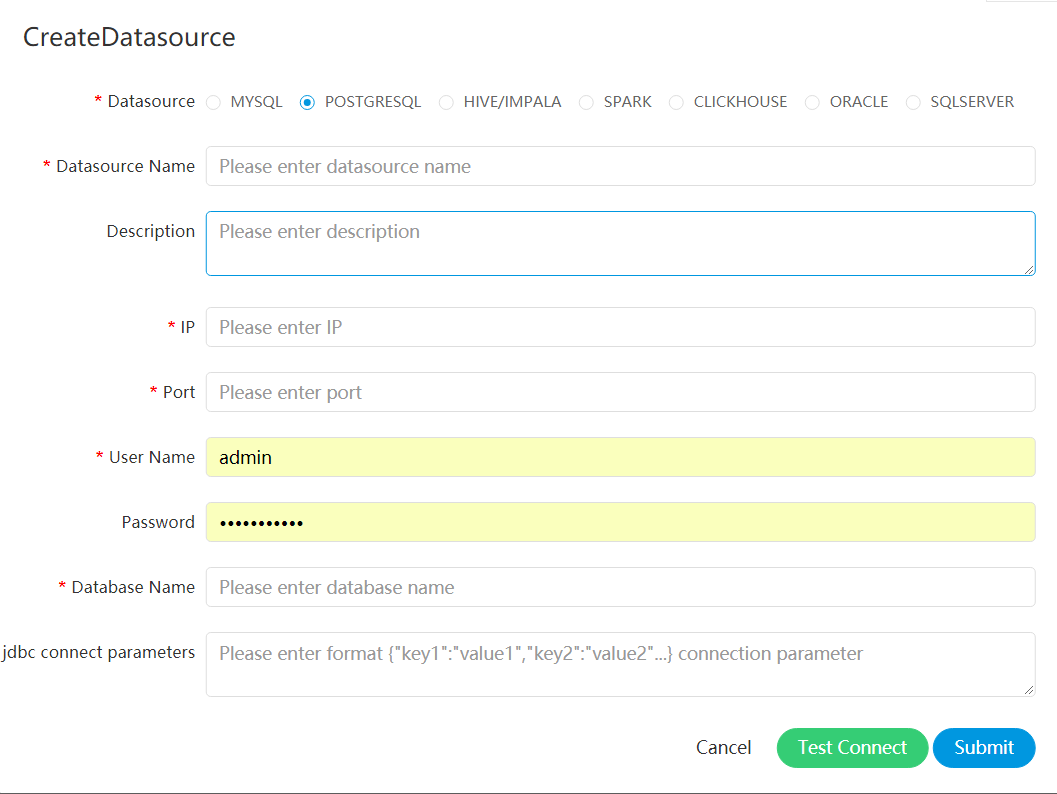 CreateDatasource
* Datasource MYSQL POSTGRESQL HIVE/IMPALA SPARK CLICKHOUSE ORACLE SQLSERVER
* Datasource Name Please enter datasource name
Description Please enter description
* IP Please enter IP
* Port Please enter port
* User Name admin
Password •••••••••••
* Database Name Please enter database name
jdbc connect parameters Please enter format {"key1":"value1","key2":"value2"...} connection parameter
Cancel Test Connect Submit